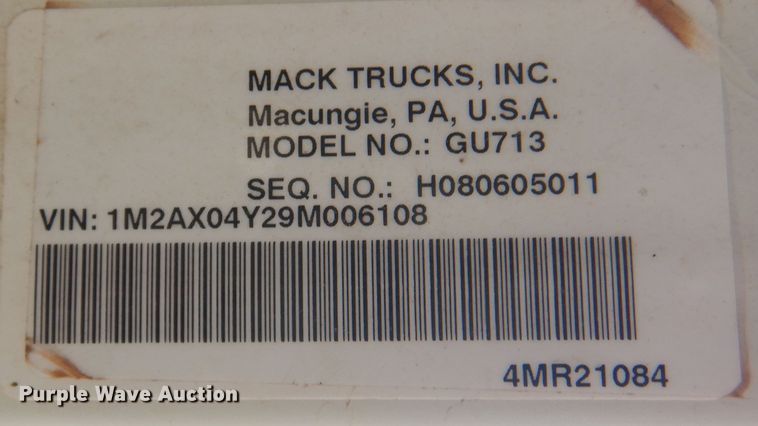 MACK TRUCKS, INC.
Macungie, PA, U.S.A.
MODEL NO.: GU713
SEQ. NO.: H080605011
VIN: 1M2AX04Y29M006108
4MR21084
Purple Wave Auction